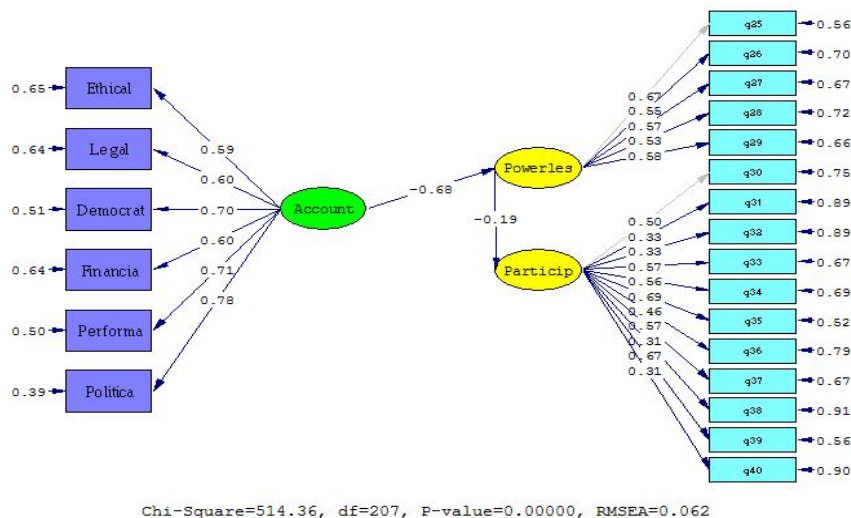 q25 0.56
q26 0.70
0.65 Ethical
q27 0.67
0.67
0.55
0.57 q28 0.72
0.53
0.58 q29 0.66
0.59
0.64 Legal
Powerles
q30 0.75
0.60
-0.68
q31 0.89
0.51 Democrat 0.70 Account
-0.19 0.50
0.33 q32 0.89
0.33
0.60
0.57 q33 0.67
0.64 Financia
0.71
Particip
0.56 q34 0.69
0.69
0.78
0.46 q35 0.52
0.50 Performa
0.57 q36 0.79
0.31
0.67 q37 0.67
0.31
0.39 Politica
q38 0.91
q39 0.56
q40 0.90
Chi-Square=514.36, df=207, P-value=0.00000, RMSEA=0.062